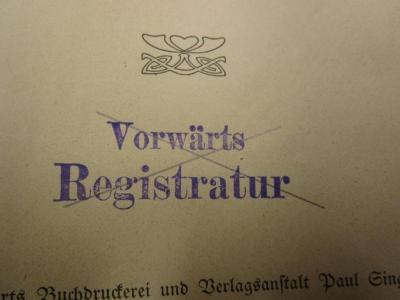 Vorwärts
Registratur
Buchdruckerei und Verlagsanstalt Paul